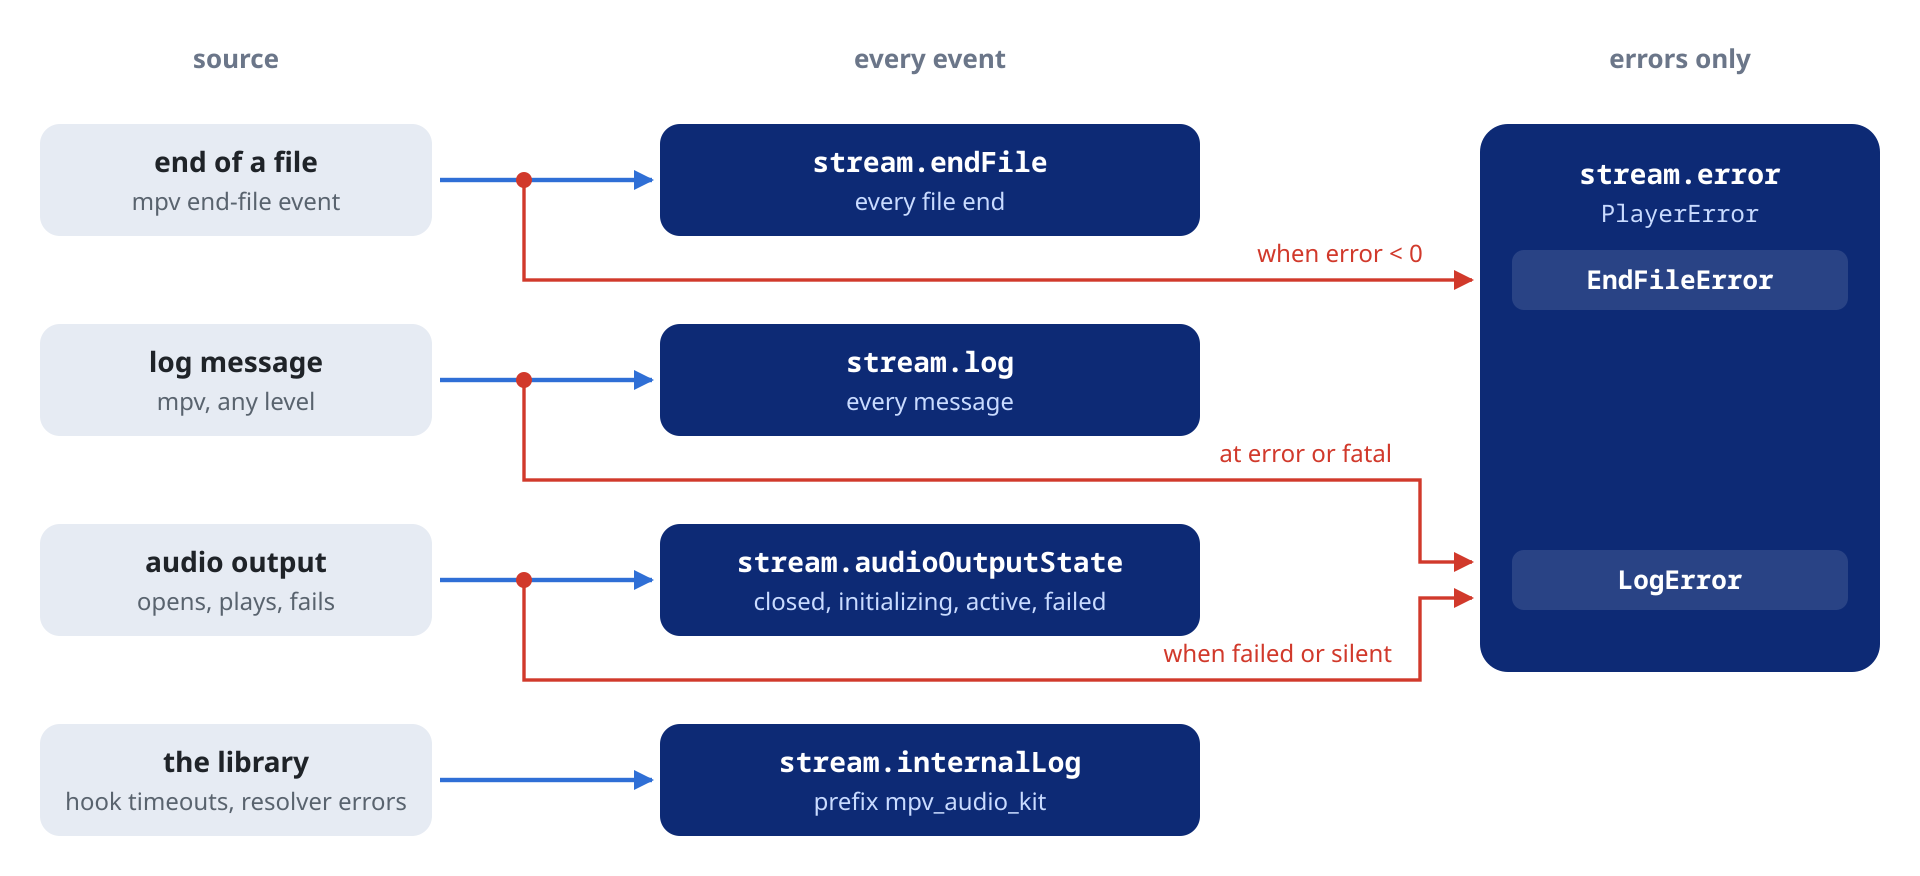 source
every event
errors only
end of a file
mpv end-file event
stream.endFile
every file end
stream.error
PlayerError
when error < 0
EndFileError
log message
mpv, any level
stream.log
every message
at error or fatal
audio output
opens, plays, fails
stream.audioOutputState
closed, initializing, active, failed
LogError
when failed or silent
the library
hook timeouts, resolver errors
stream.internalLog
prefix mpv_audio_kit